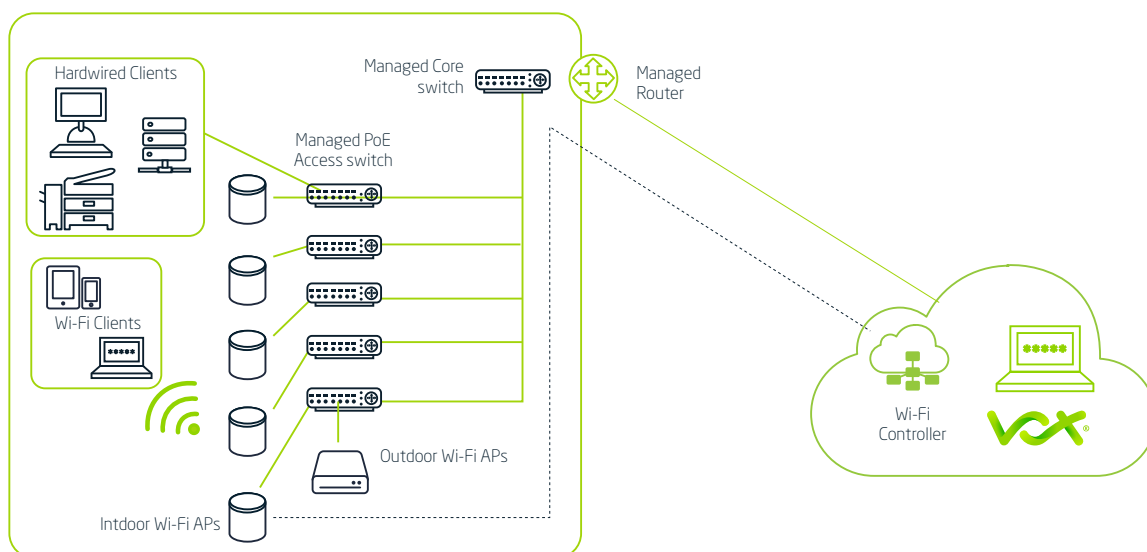 Hardwired Clients
Managed Core
switch
Managed
Router
Managed PoE
Access switch
Wi-Fi Clients
*****
*****
Wi-Fi
Controller
VOX®
Outdoor Wi-Fi APs
Intdoor Wi-Fi APs